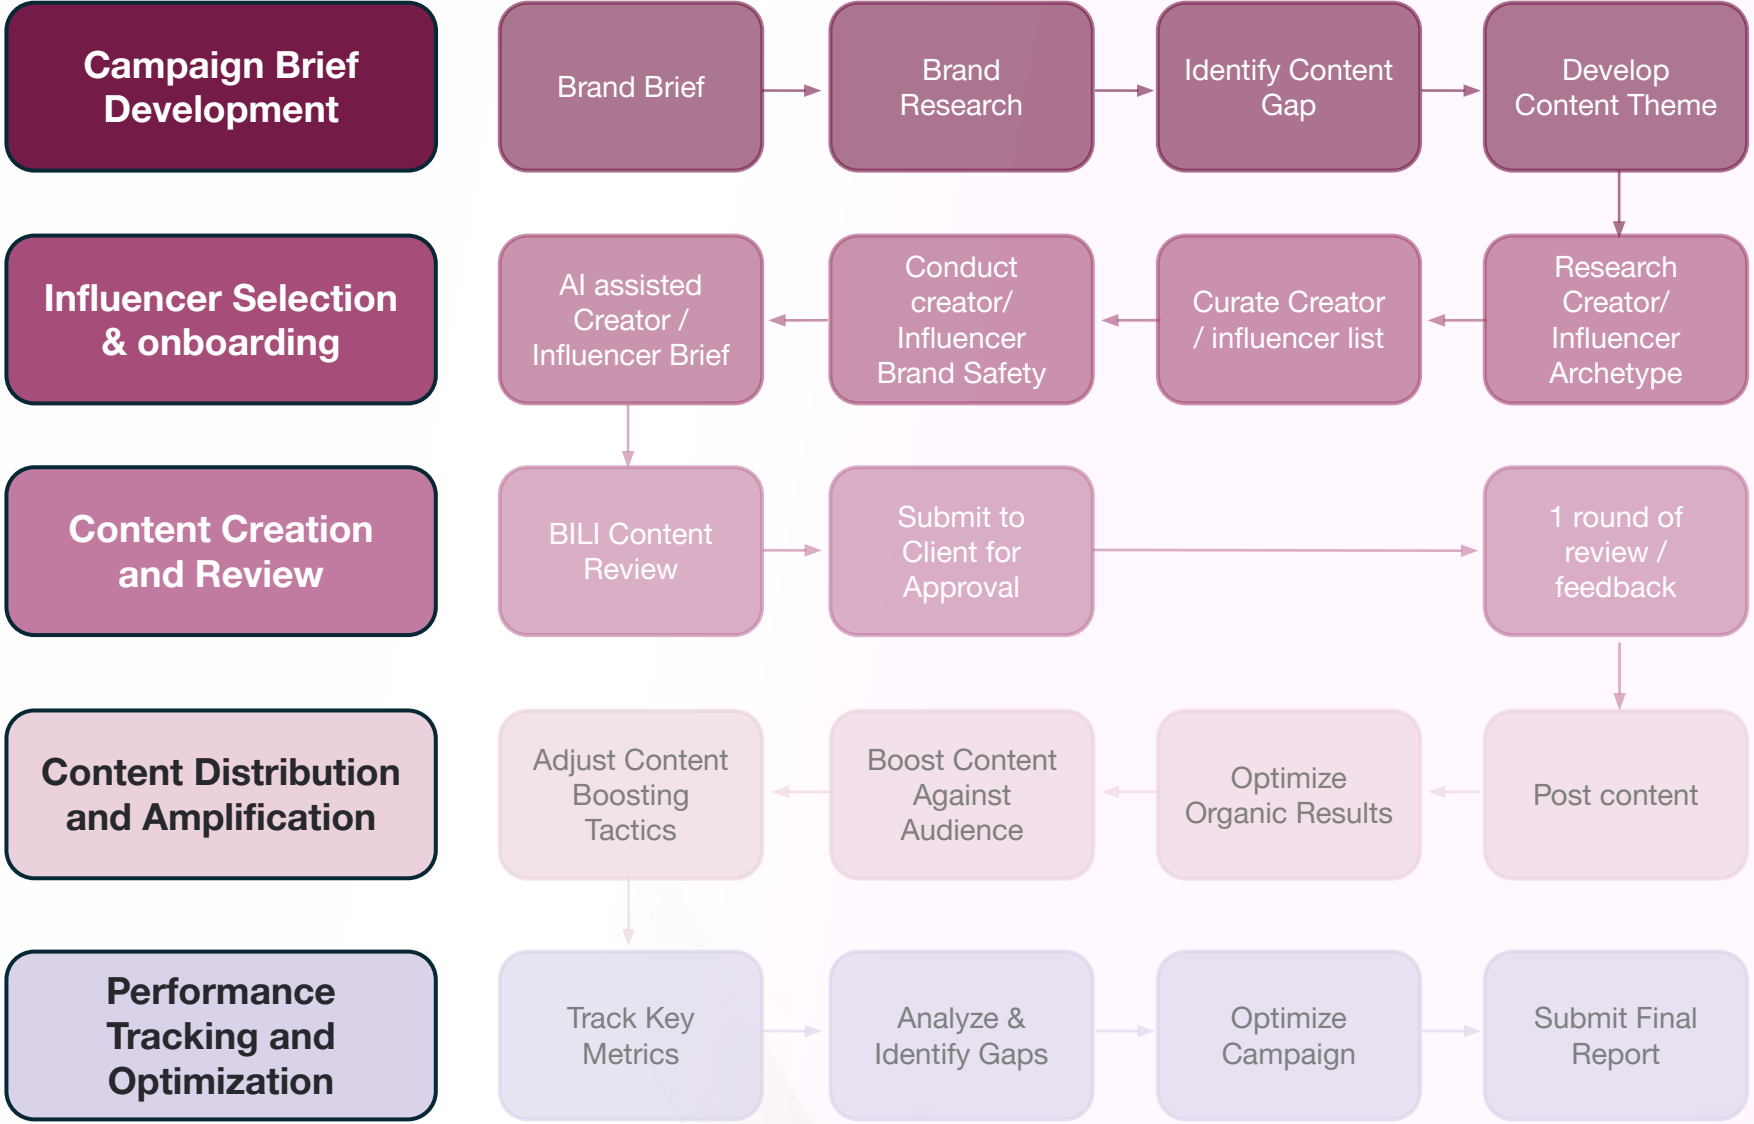 Campaign Brief
Development
Brand Brief
Brand
Research
Identify Content
Gap
Develop
Content Theme
Influencer Selection
& onboarding
AI assisted
Creator /
Influencer Brief
Conduct
creator/
Influencer
Brand Safety
Curate Creator
/ influencer list
Research
Creator/
Influencer
Archetype
Content Creation
and Review
BILI Content
Review
Submit to
Client for
Approval
1 round of
review /
feedback
Content Distribution
and Amplification
Adjust Content
Boosting
Tactics
Boost Content
Against
Audience
Optimize
Organic Results
Post content
Performance
Tracking and
Optimization
Track Key
Metrics
Analyze &
Identify Gaps
Optimize
Campaign
Submit Final
Report